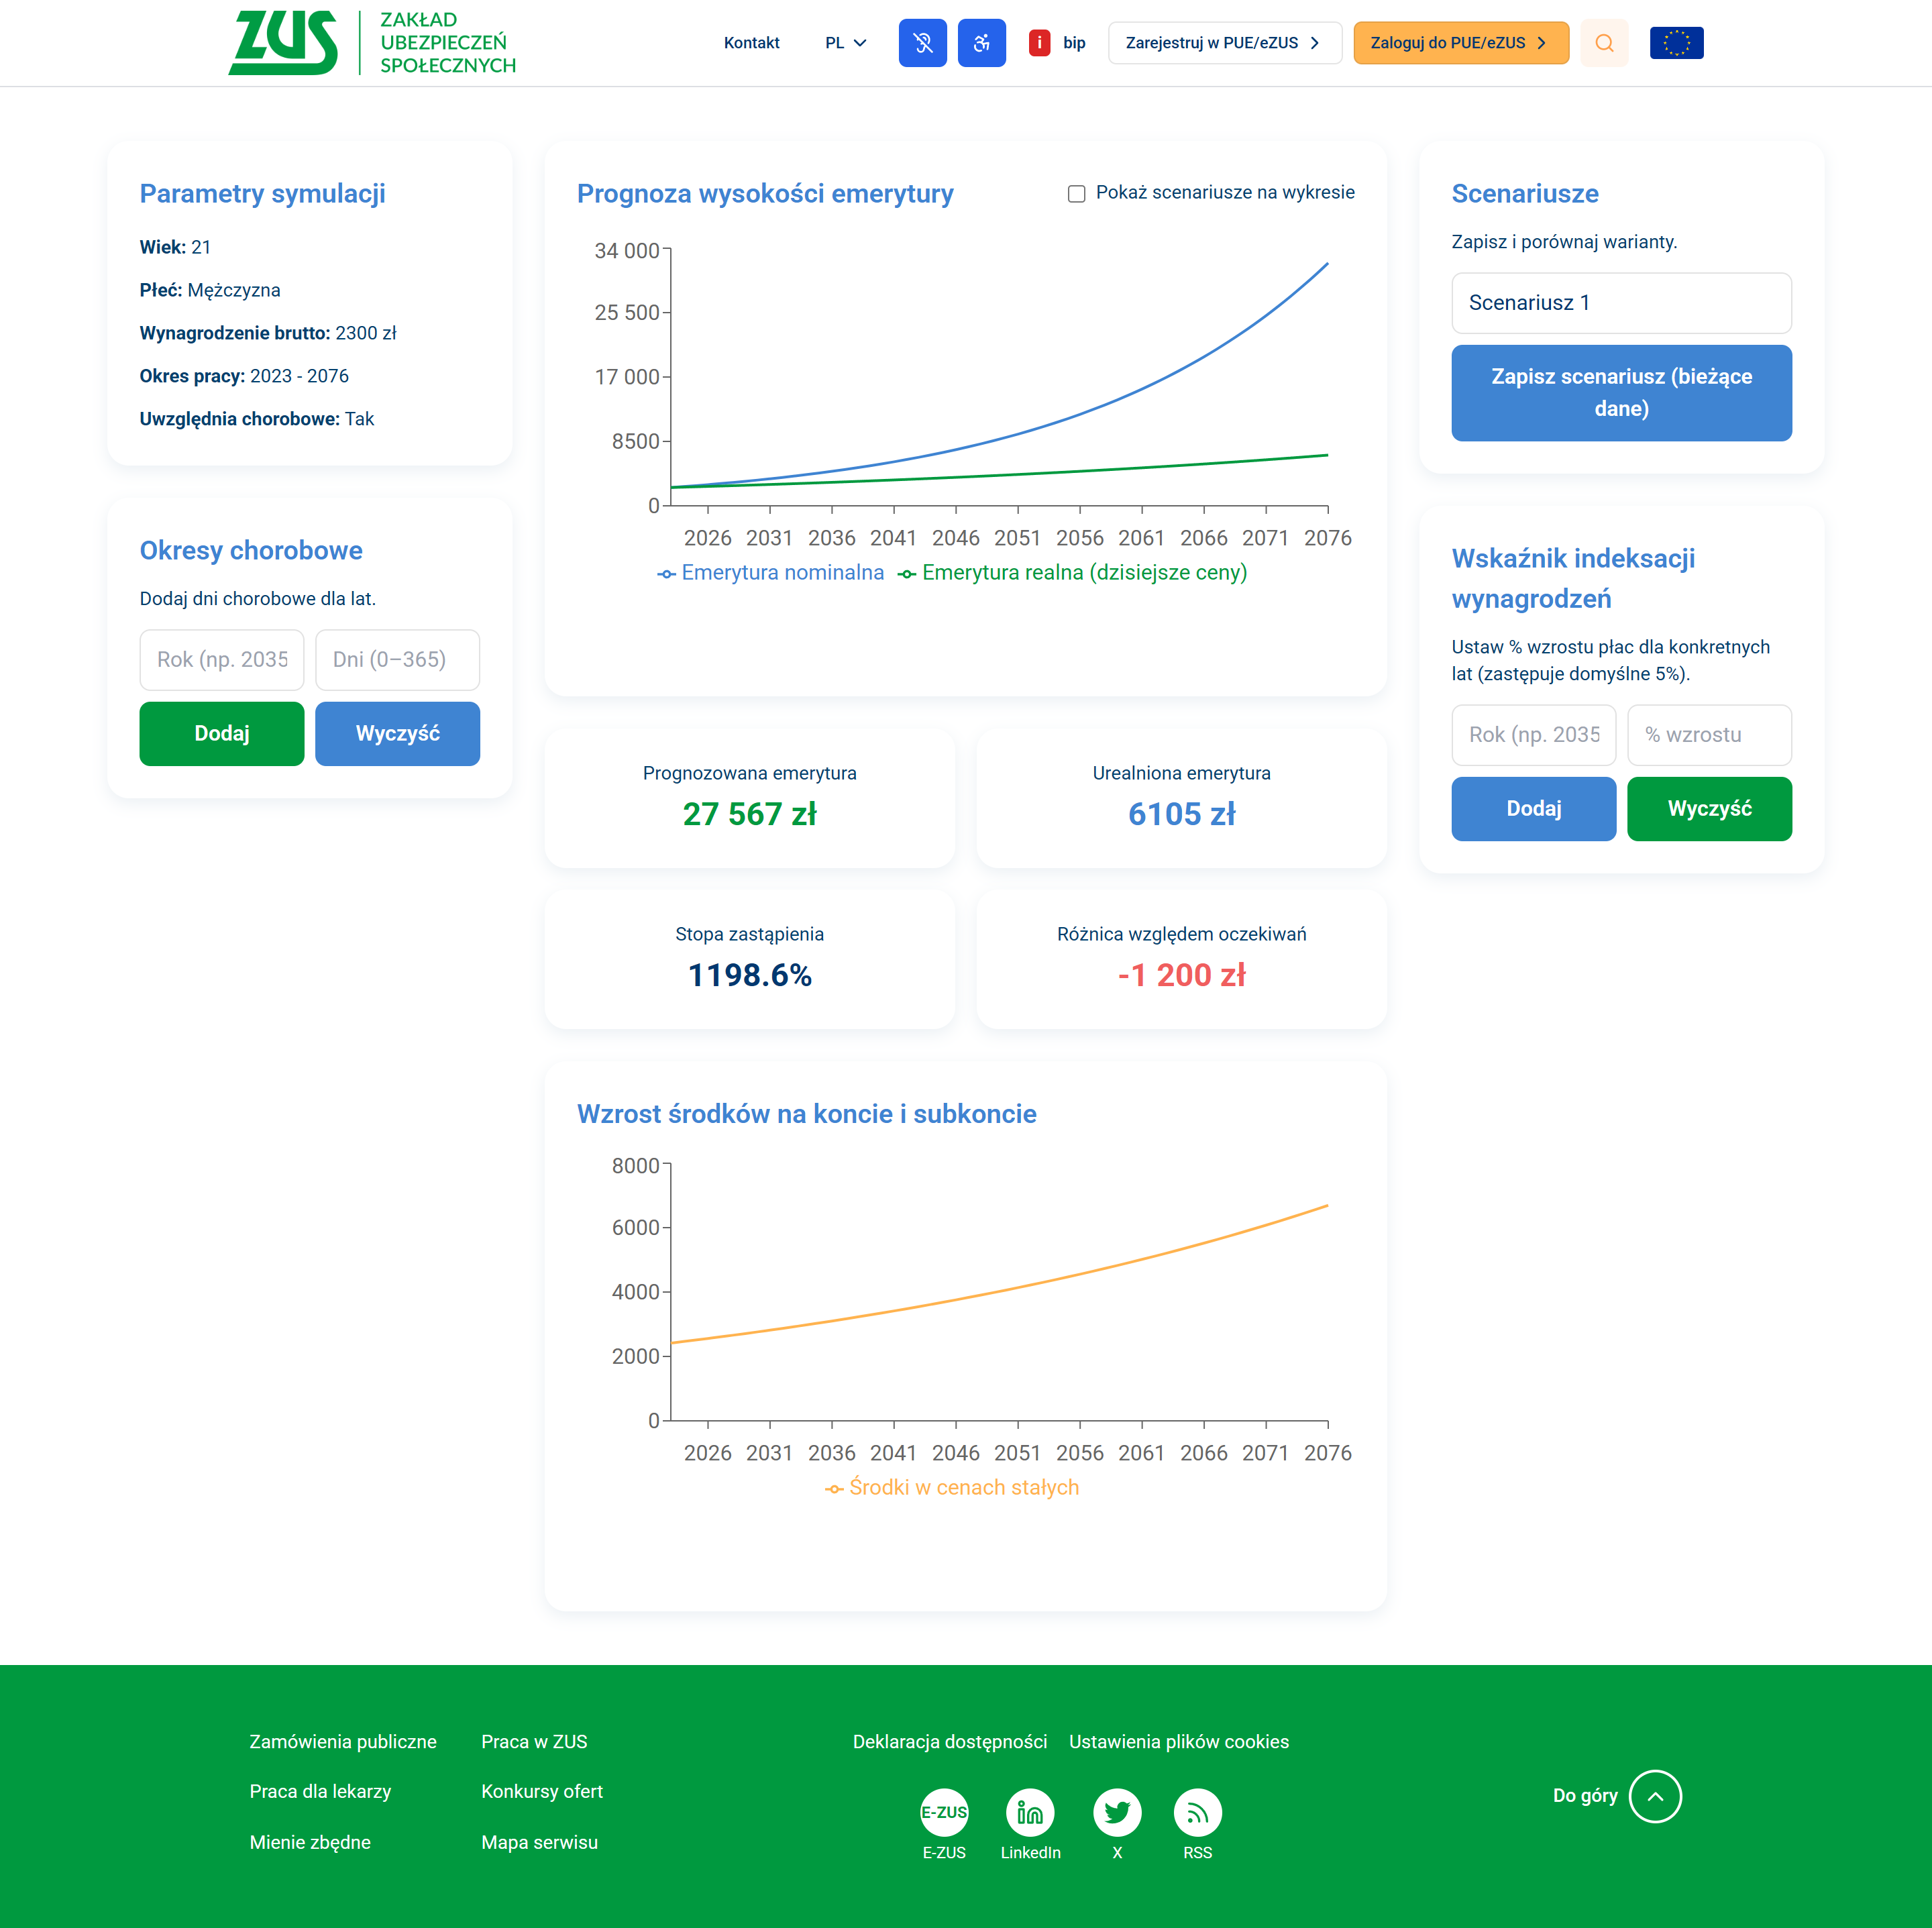 ZUS
ZAKŁAD
UBEZPIECZEŃ
SPOŁECZNYCH
Kontakt
PL
i
bip
Zarejestruj w PUE/eZUS
Zaloguj do PUE/eZUS
Parametry symulacji
Wiek: 21
Płeć: Mężczyzna
Wynagrodzenie brutto: 2300 zł
Okres pracy: 2023 - 2076
Uwzględnia chorobowe: Tak
Okresy chorobowe
Dodaj dni chorobowe dla lat.
Rok (np. 2035
Dni (0–365)
Dodaj
Wyczyść
Prognoza wysokości emerytury
Pokaż scenariusze na wykresie
34 000
25 500
17 000
8500
0
2026 2031 2036 2041 2046 2051 2056 2061 2066 2071 2076
Emerytura nominalna
Emerytura realna (dzisiejsze ceny)
Prognozowana emerytura
27 567 zł
Urealniona emerytura
6105 zł
Stopa zastąpienia
1198.6%
Różnica względem oczekiwań
-1 200 zł
Wzrost środków na koncie i subkoncie
8000
6000
4000
2000
0
2026 2031 2036 2041 2046 2051 2056 2061 2066 2071 2076
Środki w cenach stałych
Scenariusze
Zapisz i porównaj warianty.
Scenariusz 1
Zapisz scenariusz (bieżące
dane)
Wskaźnik indeksacji
wynagrodzeń
Ustaw % wzrostu płac dla konkretnych
lat (zastępuje domyślne 5%).
Rok (np. 2035
% wzrostu
Dodaj
Wyczyść
Zamówienia publiczne
Praca dla lekarzy
Mienie zbędne
Praca w ZUS
Konkursy ofert
Mapa serwisu
Deklaracja dostępności
Ustawienia plików cookies
E-ZUS
E-ZUS
in
LinkedIn
X
RSS
Do góry